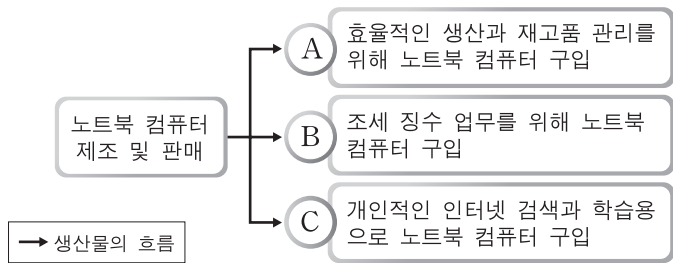 노트북 컴퓨터
제조 및 판매
A
효율적인 생산과 재고품 관리를
위해 노트북 컴퓨터 구입
B
조세 징수 업무를 위해 노트북
컴퓨터 구입
C
개인적인 인터넷 검색과 학습용
으로 노트북 컴퓨터 구입
생산물의 흐름